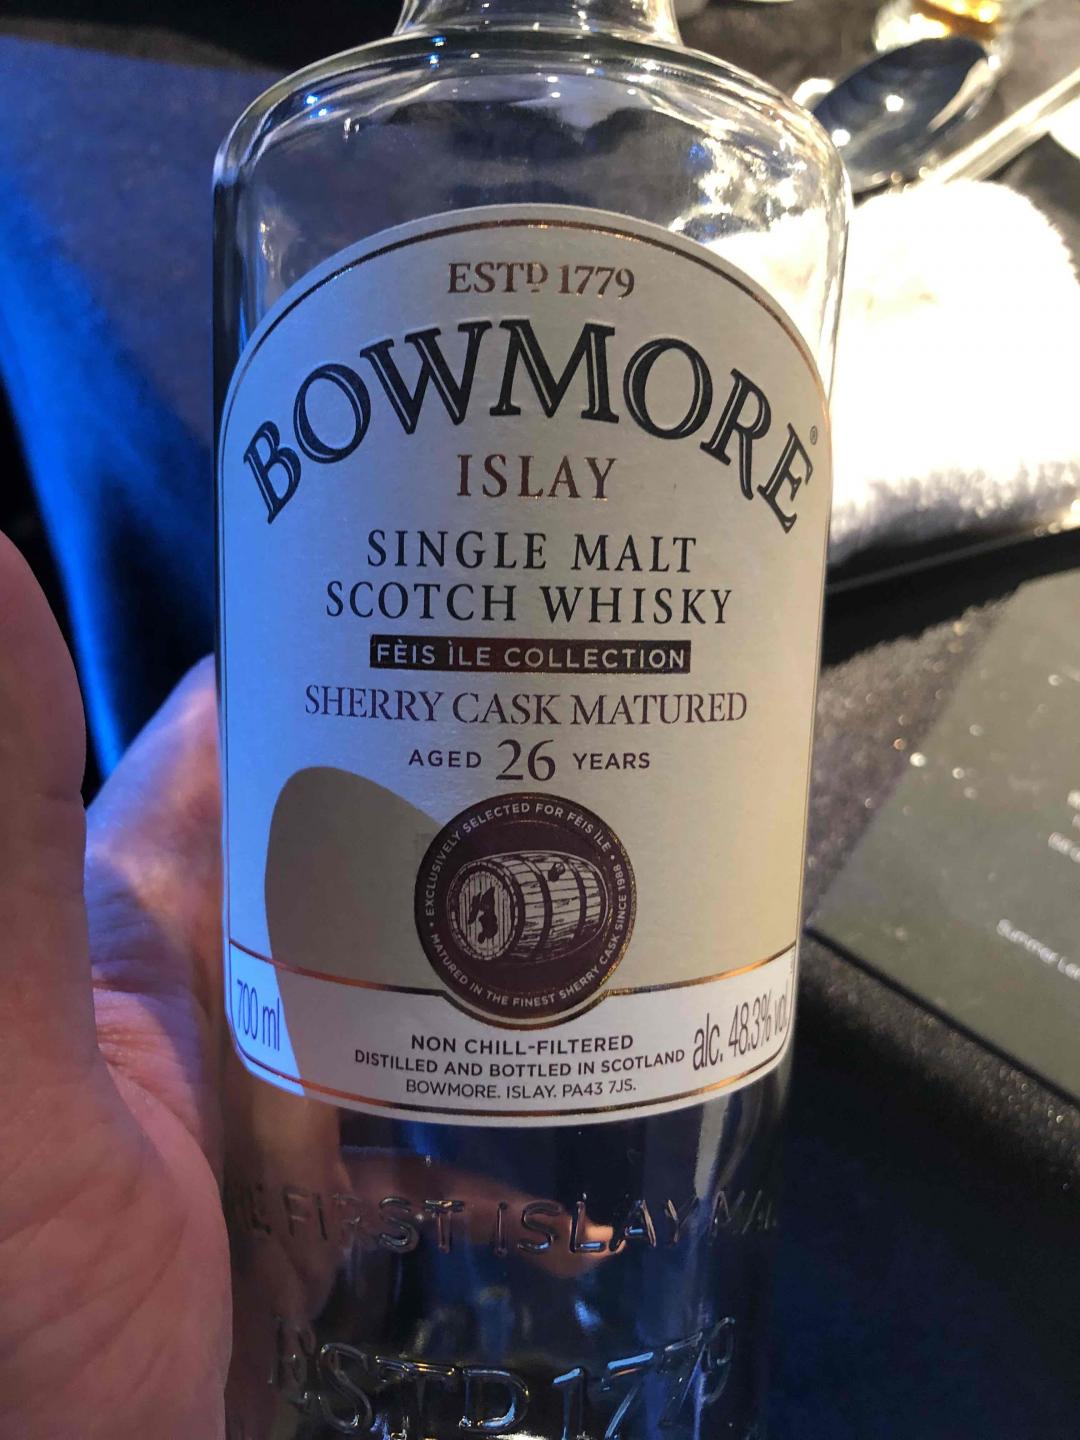 ESTD 1779
BOWMORE®
ISLAY
SINGLE MALT
SCOTCH WHISKY
FÈIS ÌLE COLLECTION
SHERRY CASK MATURED
AGED 26 YEARS
• EXCLUSIVELY SELECTED FOR FÈIS ÌLE •
MATURED IN THE FINEST SHERRY CASK SINCE 1988
700 ml
alc. 48.3% vol
NON CHILL-FILTERED
DISTILLED AND BOTTLED IN SCOTLAND
BOWMORE. ISLAY. PA43 7JS.
FIRST ISLAY
ESTD 1779
Summer